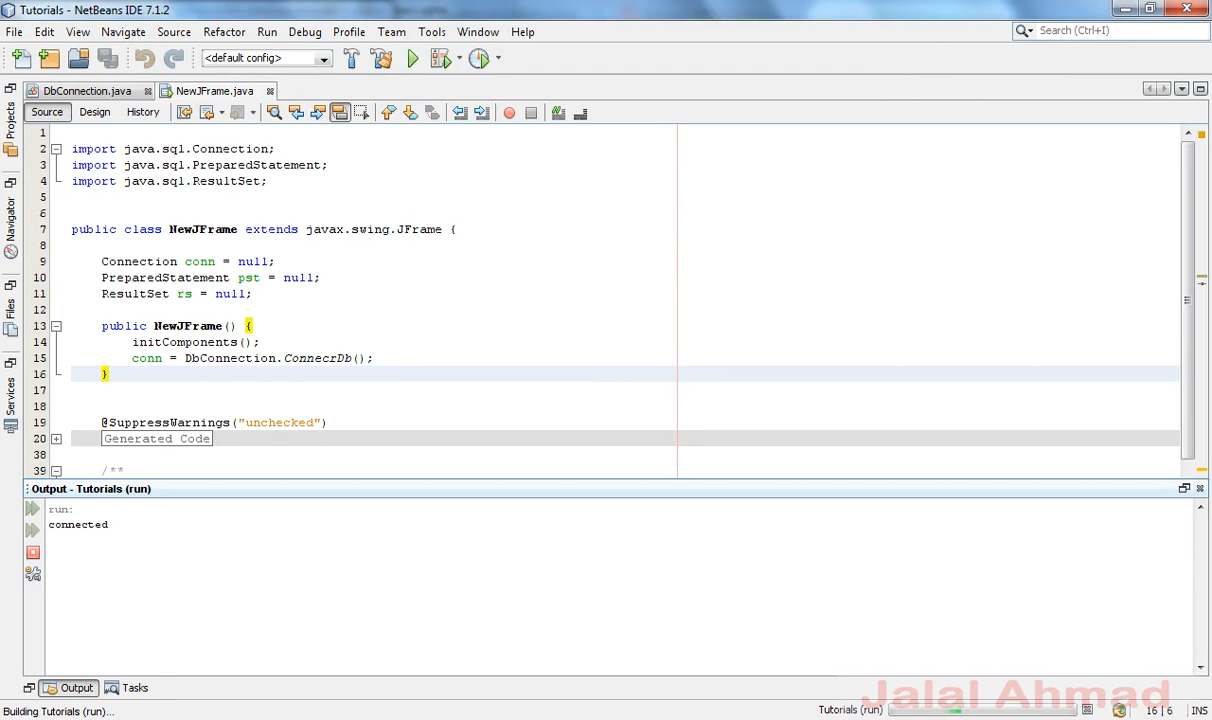 Tutorials - NetBeans IDE 7.1.2
File Edit View Navigate Source Refactor Run Debug Profile Team Tools Window Help
Search (Ctrl+I)
<default config>
DbConnection.java NewJFrame.java
Source Design History
Projects
Navigator
Files
Services
1
2 import java.sql.Connection;
3 import java.sql.PreparedStatement;
4 import java.sql.ResultSet;
5
6
7 public class NewJFrame extends javax.swing.JFrame {
8
9 Connection conn = null;
10 PreparedStatement pst = null;
11 ResultSet rs = null;
12
13 public NewJFrame() {
14 initComponents();
15 conn = DbConnection.ConnecrDb();
16 }
17
18
19 @SuppressWarnings("unchecked")
20 Generated Code
38
39 /**
Output - Tutorials (run)
run:
connected
Output Tasks
Jalal Ahmad
Building Tutorials (run)... Tutorials (run) 16 | 6 INS